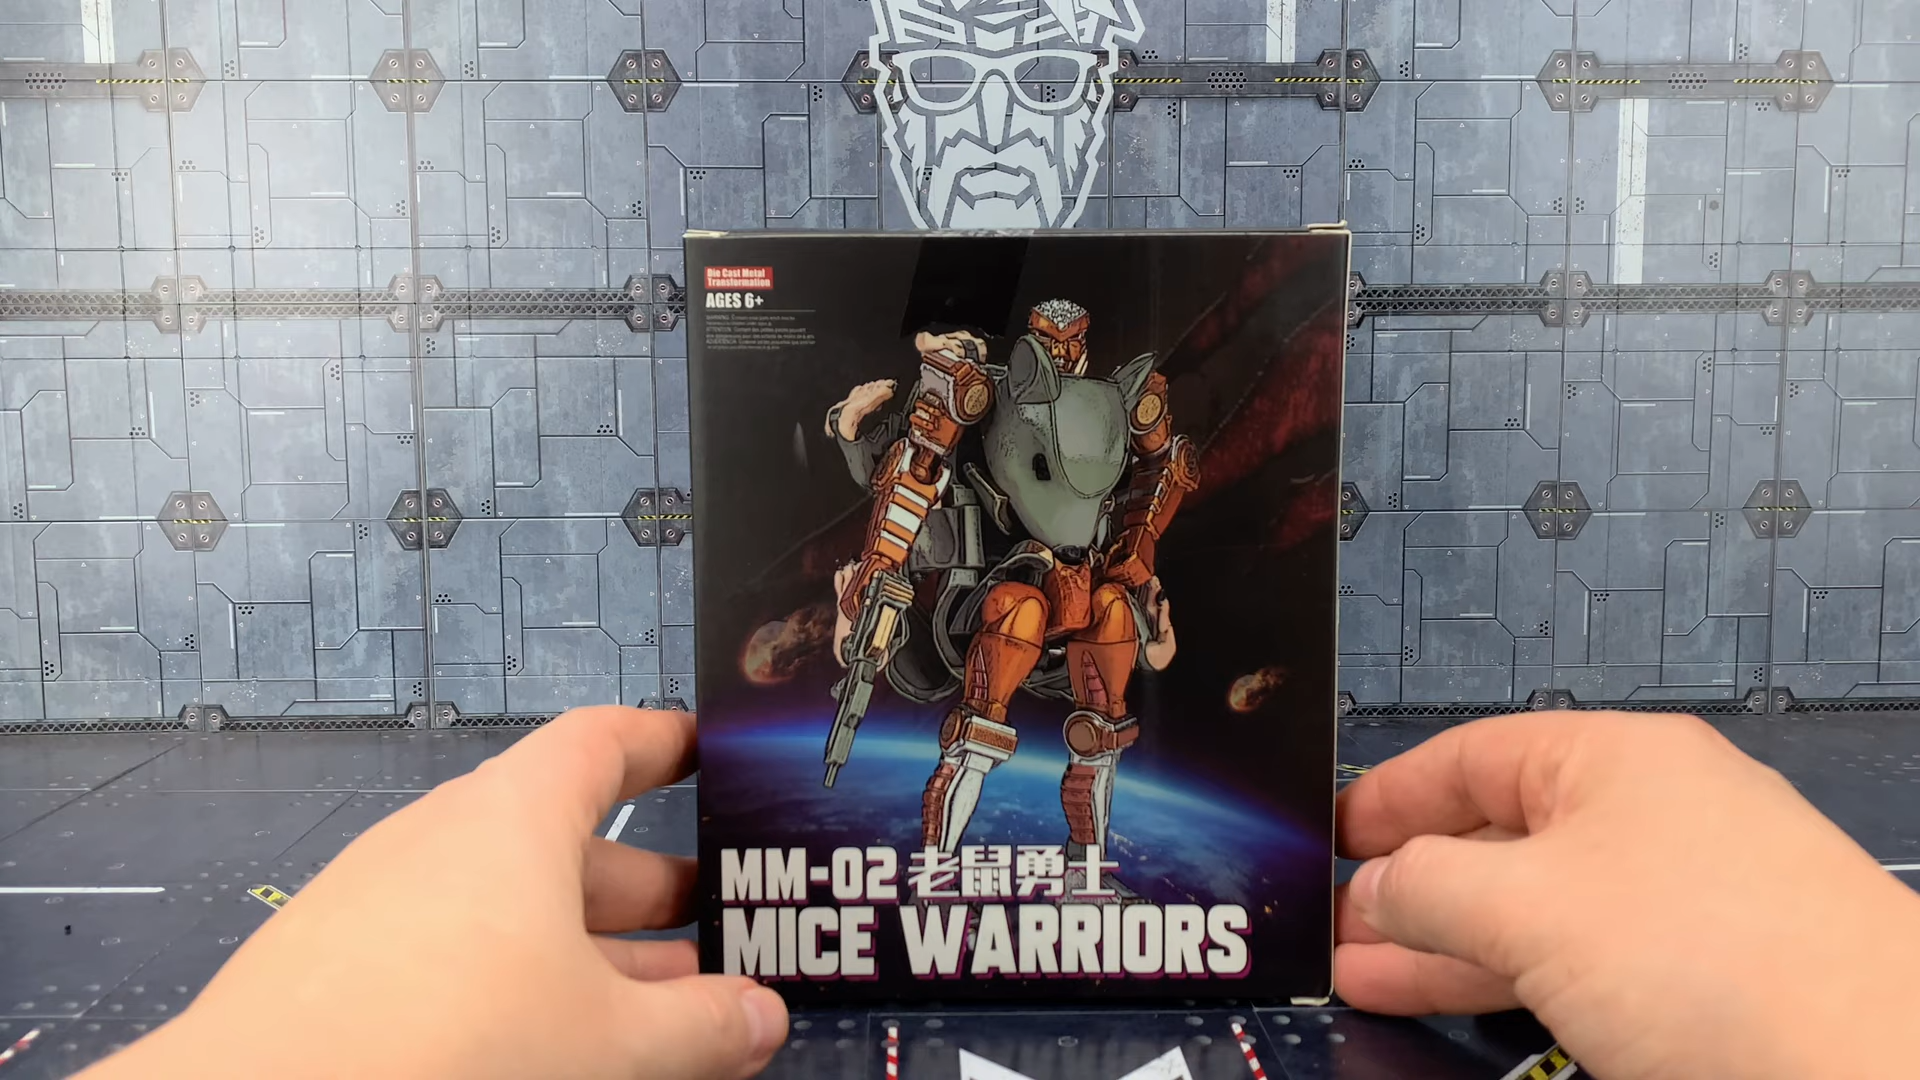 Die Cast Metal
Transformation
AGES 6+
MM-02 老鼠勇士
MICE WARRIORS